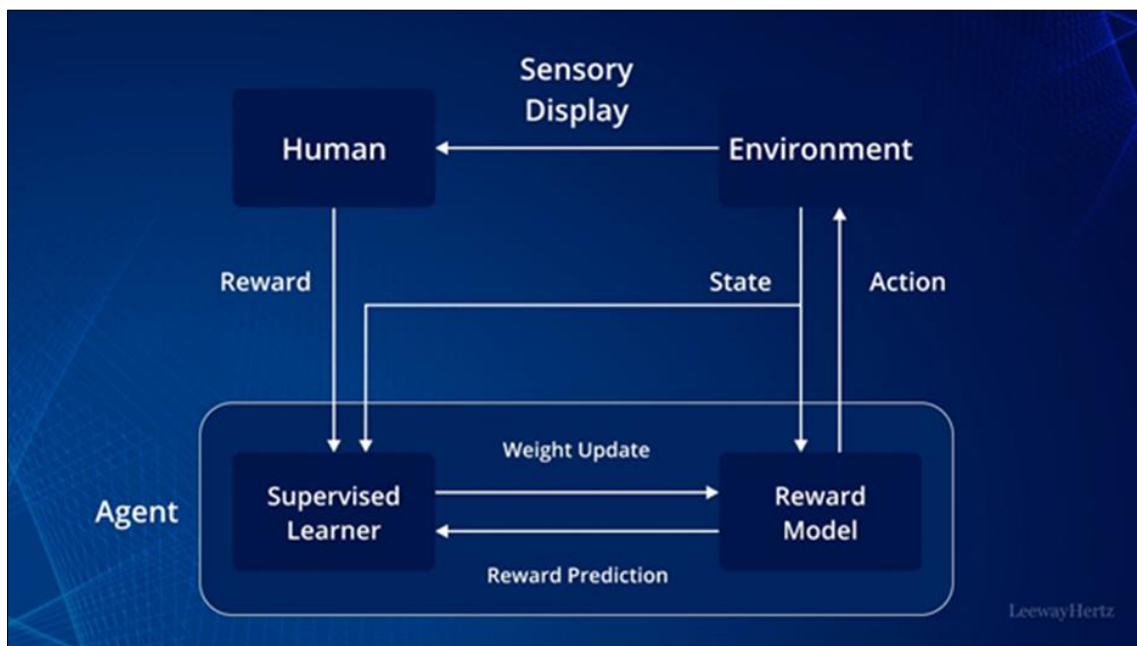 Sensory
Display
Human
Environment
Reward
State
Action
Weight Update
Agent
Supervised
Learner
Reward
Model
Reward Prediction
LeewayHertz